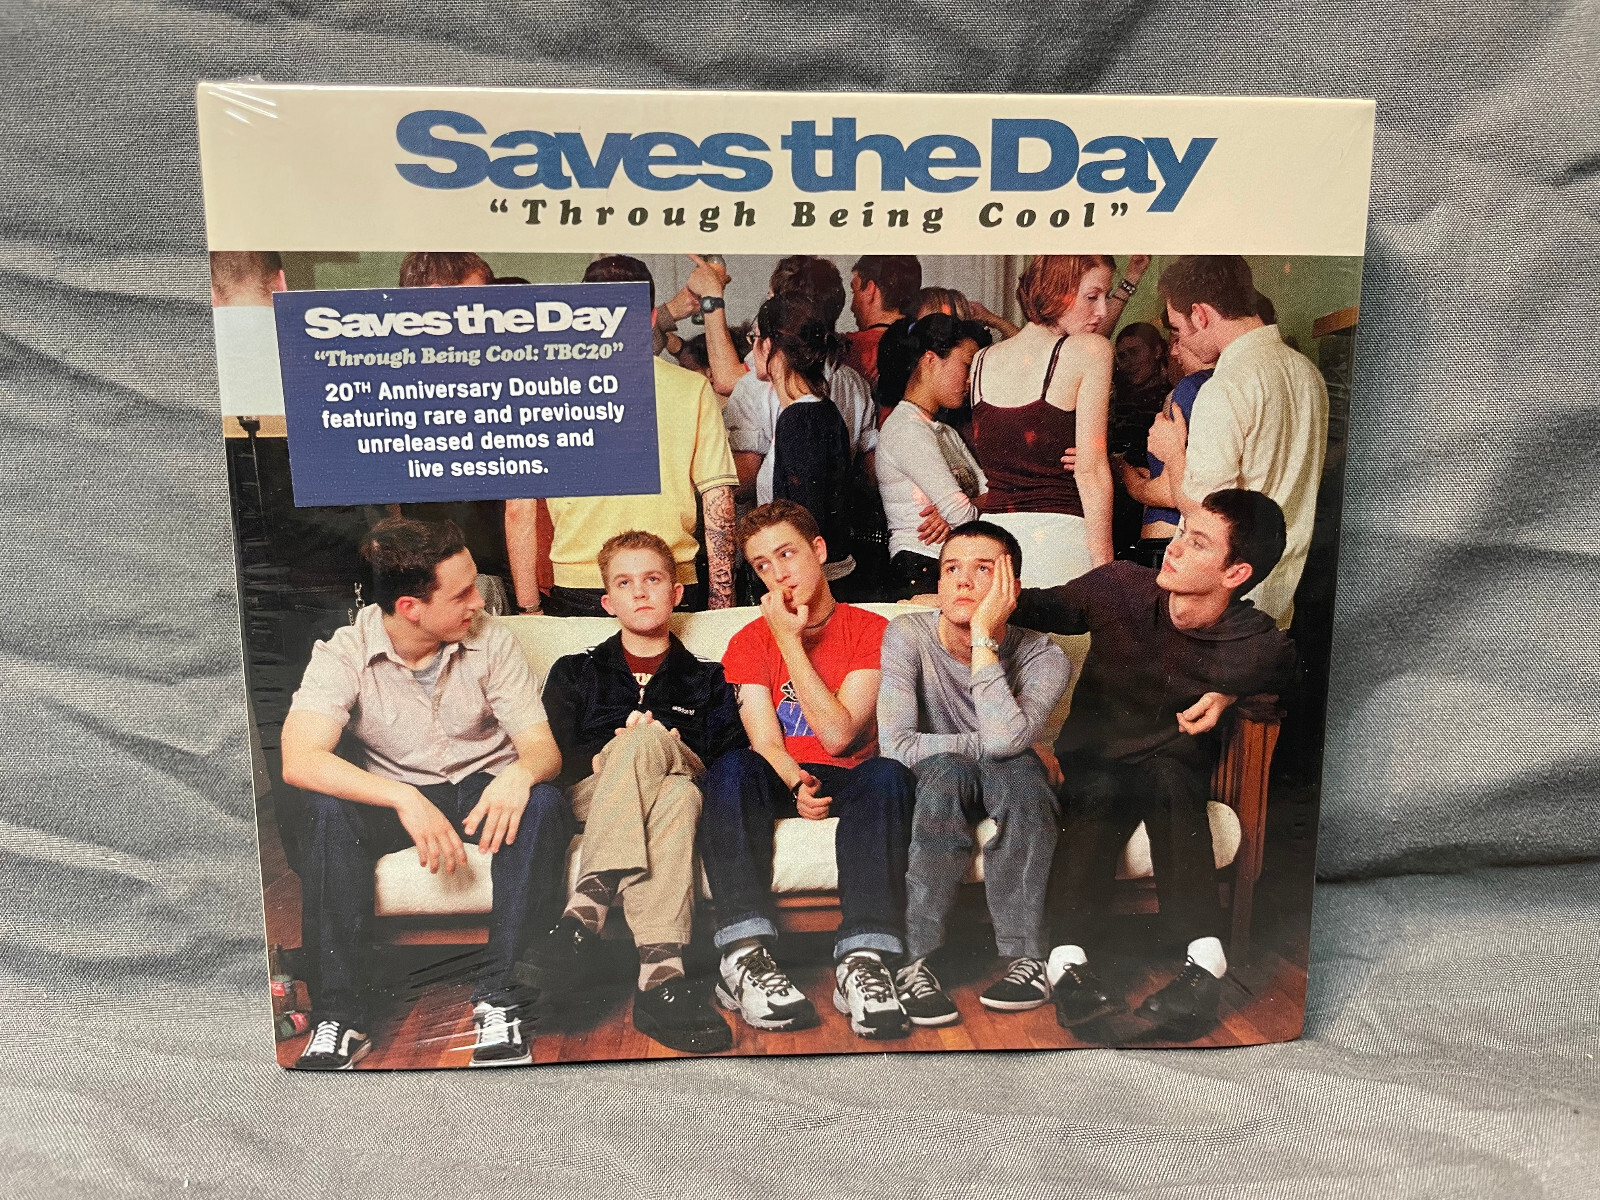 Saves the Day
“Through Being Cool”
Saves the Day
“Through Being Cool: TBC20”
20TH Anniversary Double CD
featuring rare and previously
unreleased demos and
live sessions.
adidas